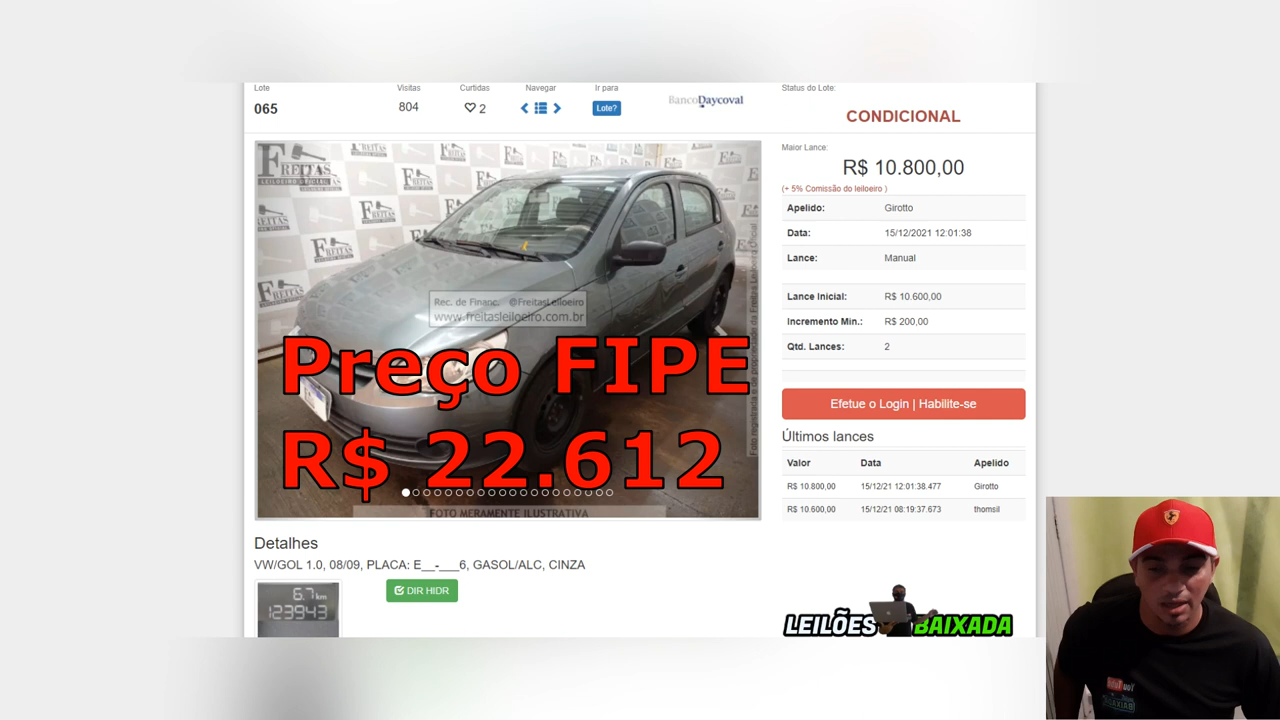 Lote
Visitas
Curtidas
Navegar
Ir para
Status do Lote:
065
804
2
Lote?
BancoDaycoval
CONDICIONAL
FREITAS
LEILOEIRO OFICIAL
Rec. de Financ. @FreitasLeiloeiro
www.freitasleiloeiro.com.br
Preço FIPE
R$ 22.612
FOTO MERAMENTE ILUSTRATIVA
Maior Lance:
R$ 10.800,00
(+ 5% Comissão do leiloeiro )
Apelido: Girotto
Data: 15/12/2021 12:01:38
Lance: Manual
Lance Inicial: R$ 10.600,00
Incremento Min.: R$ 200,00
Qtd. Lances: 2
Efetue o Login | Habilite-se
Últimos lances
Valor Data Apelido
R$ 10.800,00 15/12/21 12:01:38.477 Girotto
R$ 10.600,00 15/12/21 08:19:37.673 thomsil
Detalhes
VW/GOL 1.0, 08/09, PLACA: E__-___6, GASOL/ALC, CINZA
6.7 km
123943
DIR HIDR
LEILÕES BAIXADA